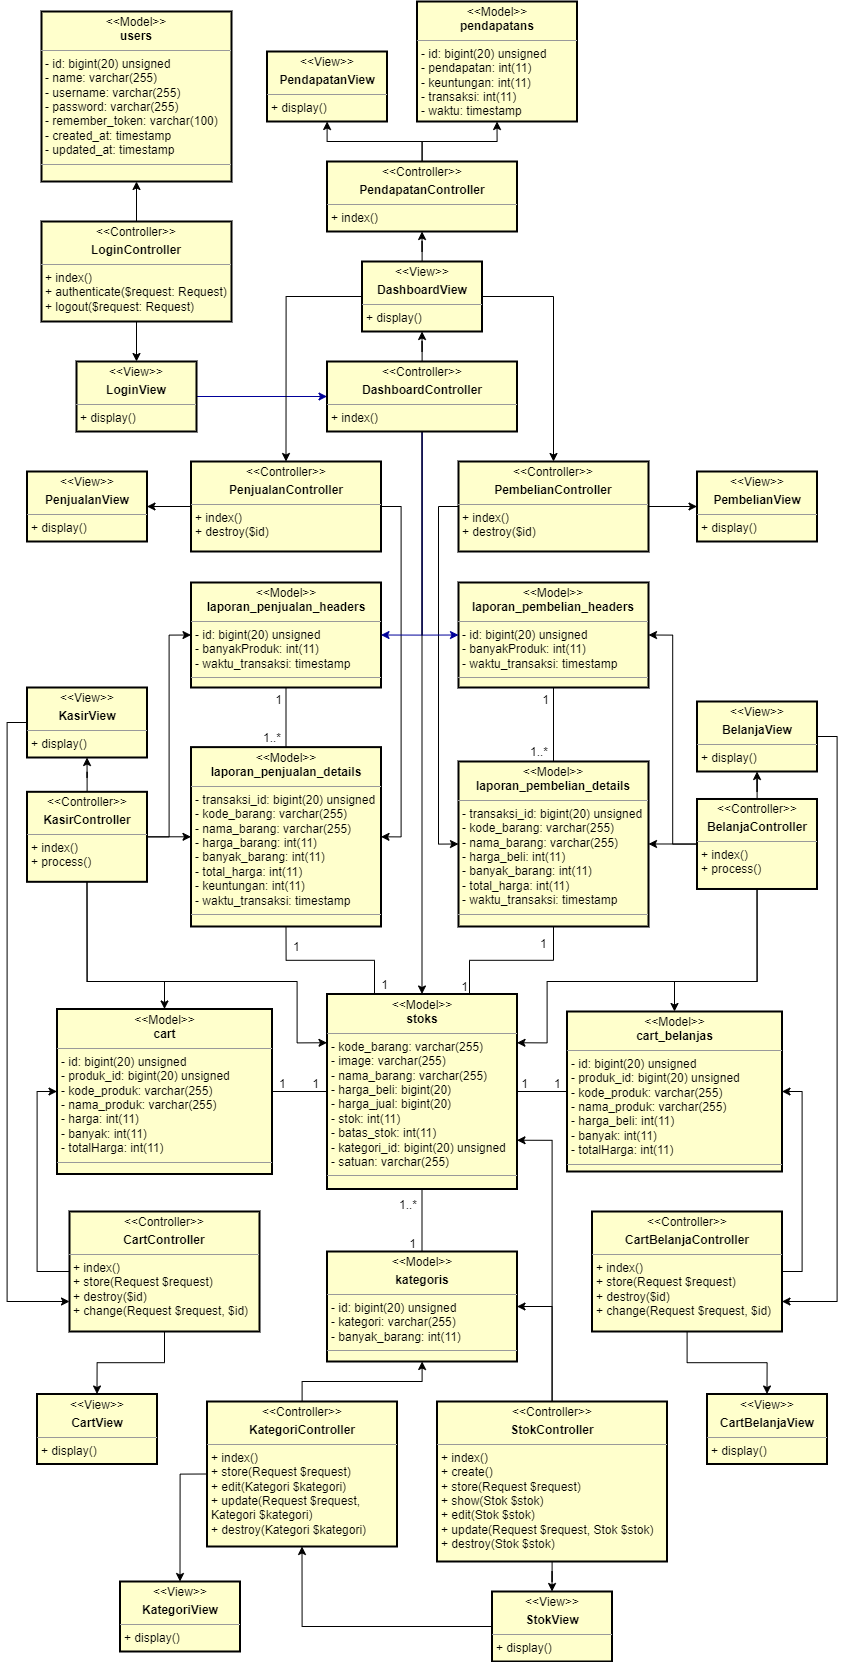 <<Model>>
users
- id: bigint(20) unsigned
- name: varchar(255)
- username: varchar(255)
- password: varchar(255)
- remember_token: varchar(100)
- created_at: timestamp
- updated_at: timestamp
<<View>>
PendapatanView
+ display()
<<Model>>
pendapatans
- id: bigint(20) unsigned
- pendapatan: int(11)
- keuntungan: int(11)
- transaksi: int(11)
- waktu: timestamp
<<Controller>>
PendapatanController
+ index()
<<Controller>>
LoginController
+ index()
+ authenticate($request: Request)
+ logout($request: Request)
<<View>>
DashboardView
+ display()
<<View>>
LoginView
+ display()
<<Controller>>
DashboardController
+ index()
<<View>>
PenjualanView
+ display()
<<Controller>>
PenjualanController
+ index()
+ destroy($id)
<<Controller>>
PembelianController
+ index()
+ destroy($id)
<<View>>
PembelianView
+ display()
<<Model>>
laporan_penjualan_headers
- id: bigint(20) unsigned
- banyakProduk: int(11)
- waktu_transaksi: timestamp
<<Model>>
laporan_pembelian_headers
- id: bigint(20) unsigned
- banyakProduk: int(11)
- waktu_transaksi: timestamp
1
1..*
1
1..*
<<View>>
KasirView
+ display()
<<View>>
BelanjaView
+ display()
<<Controller>>
KasirController
+ index()
+ process()
<<Model>>
laporan_penjualan_details
- transaksi_id: bigint(20) unsigned
- kode_barang: varchar(255)
- nama_barang: varchar(255)
- harga_barang: int(11)
- banyak_barang: int(11)
- total_harga: int(11)
- keuntungan: int(11)
- waktu_transaksi: timestamp
<<Model>>
laporan_pembelian_details
- transaksi_id: bigint(20) unsigned
- kode_barang: varchar(255)
- nama_barang: varchar(255)
- harga_beli: int(11)
- banyak_barang: int(11)
- total_harga: int(11)
- waktu_transaksi: timestamp
<<Controller>>
BelanjaController
+ index()
+ process()
1
1
1
1
<<Model>>
cart
- id: bigint(20) unsigned
- produk_id: bigint(20) unsigned
- kode_produk: varchar(255)
- nama_produk: varchar(255)
- harga: int(11)
- banyak: int(11)
- totalHarga: int(11)
1
1
<<Model>>
stoks
- kode_barang: varchar(255)
- image: varchar(255)
- nama_barang: varchar(255)
- harga_beli: bigint(20)
- harga_jual: bigint(20)
- stok: int(11)
- batas_stok: int(11)
- kategori_id: bigint(20) unsigned
- satuan: varchar(255)
1
1
<<Model>>
cart_belanjas
- id: bigint(20) unsigned
- produk_id: bigint(20) unsigned
- kode_produk: varchar(255)
- nama_produk: varchar(255)
- harga_beli: int(11)
- banyak: int(11)
- totalHarga: int(11)
1..*
1
<<Controller>>
CartController
+ index()
+ store(Request $request)
+ destroy($id)
+ change(Request $request, $id)
<<Model>>
kategoris
- id: bigint(20) unsigned
- kategori: varchar(255)
- banyak_barang: int(11)
<<Controller>>
CartBelanjaController
+ index()
+ store(Request $request)
+ destroy($id)
+ change(Request $request, $id)
<<View>>
CartView
+ display()
<<Controller>>
KategoriController
+ index()
+ store(Request $request)
+ edit(Kategori $kategori)
+ update(Request $request,
Kategori $kategori)
+ destroy(Kategori $kategori)
<<Controller>>
StokController
+ index()
+ create()
+ store(Request $request)
+ show(Stok $stok)
+ edit(Stok $stok)
+ update(Request $request, Stok $stok)
+ destroy(Stok $stok)
<<View>>
CartBelanjaView
+ display()
<<View>>
KategoriView
+ display()
<<View>>
StokView
+ display()